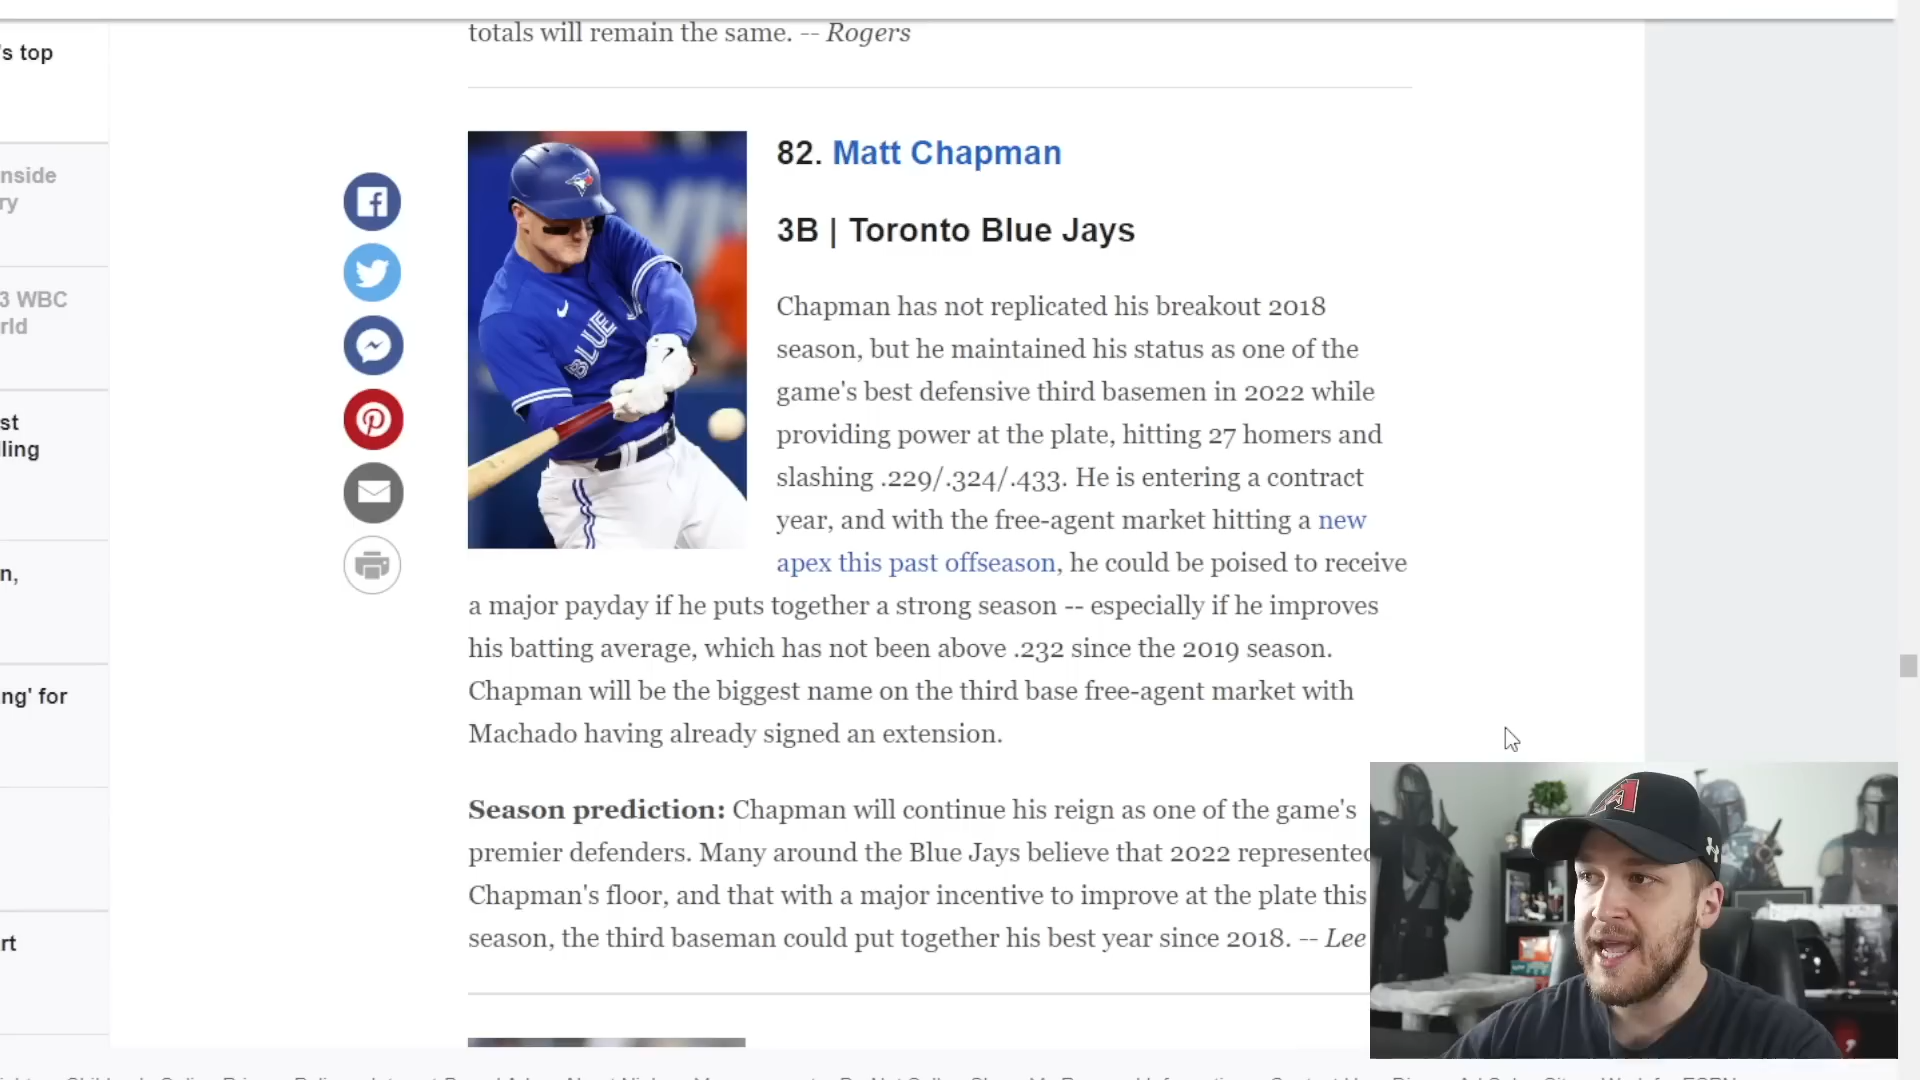 totals will remain the same. -- Rogers
's top
nside
ry
3 WBC
rld
st
ling
n,
ng' for
rt
82. Matt Chapman
3B | Toronto Blue Jays
BLUE
Chapman has not replicated his breakout 2018
season, but he maintained his status as one of the
game's best defensive third basemen in 2022 while
providing power at the plate, hitting 27 homers and
slashing .229/.324/.433. He is entering a contract
year, and with the free-agent market hitting a new
apex this past offseason, he could be poised to receive
a major payday if he puts together a strong season -- especially if he improves
his batting average, which has not been above .232 since the 2019 season.
Chapman will be the biggest name on the third base free-agent market with
Machado having already signed an extension.
Season prediction: Chapman will continue his reign as one of the game's
premier defenders. Many around the Blue Jays believe that 2022 represented
Chapman's floor, and that with a major incentive to improve at the plate this
season, the third baseman could put together his best year since 2018. -- Lee